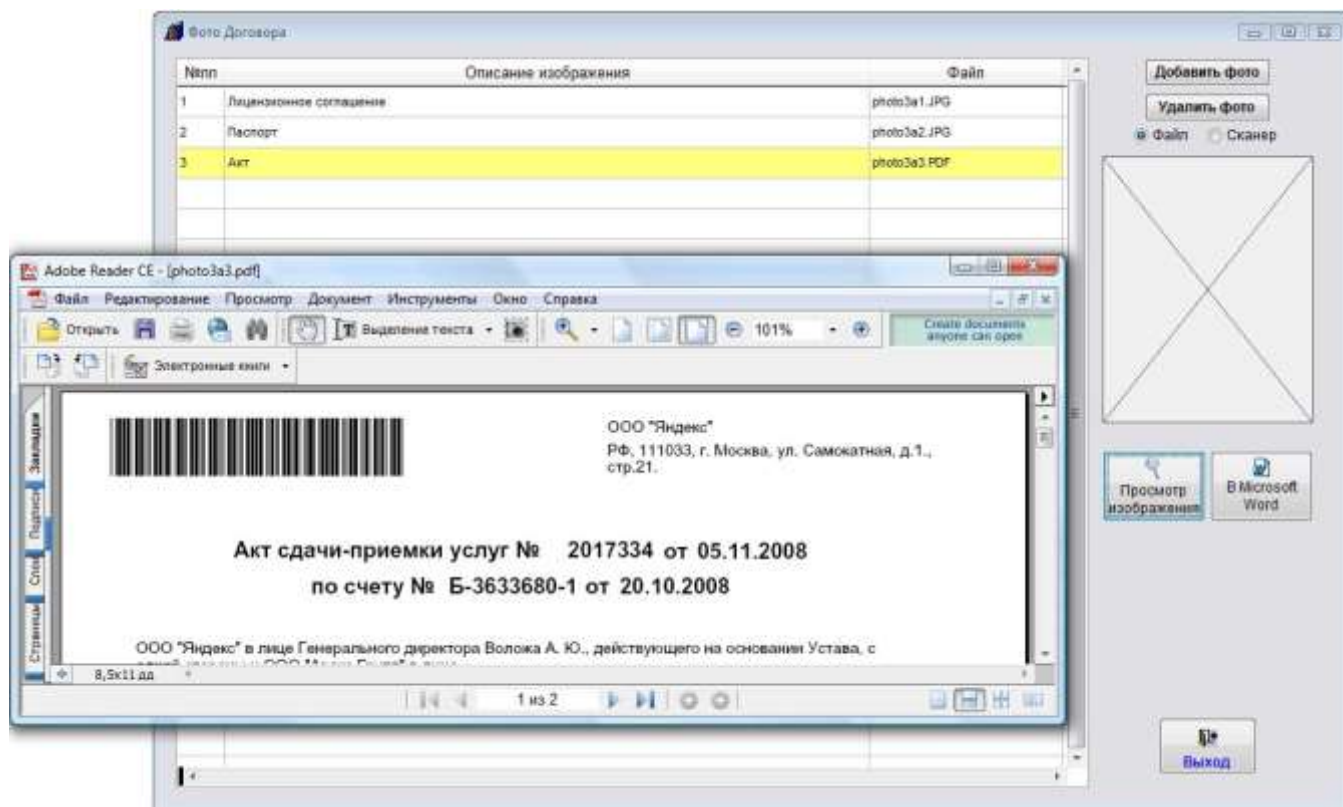 Фото Договора
№пп Описание изображения Файл
1 Лицензионное соглашение photo3a1.JPG
2 Паспорт photo3a2.JPG
3 Акт photo3a3.PDF
Добавить фото
Удалить фото
Файл Сканер
Просмотр изображения
В Microsoft Word
Выход
Adobe Reader CE - [photo3a3.pdf]
Файл Редактирование Просмотр Документ Инструменты Окно Справка
Открыть Выделение текста 101% Create documents anyone can open
Электронные книги
Закладки
Подписи
Слои
Страницы
ООО "Яндекс"
РФ, 111033, г. Москва, ул. Самокатная, д.1.,
стр.21.
Акт сдачи-приемки услуг № 2017334 от 05.11.2008
по счету № Б-3633680-1 от 20.10.2008
ООО "Яндекс" в лице Генерального директора Воложа А. Ю., действующего на основании Устава, с
8,5x11 дд
1 из 2